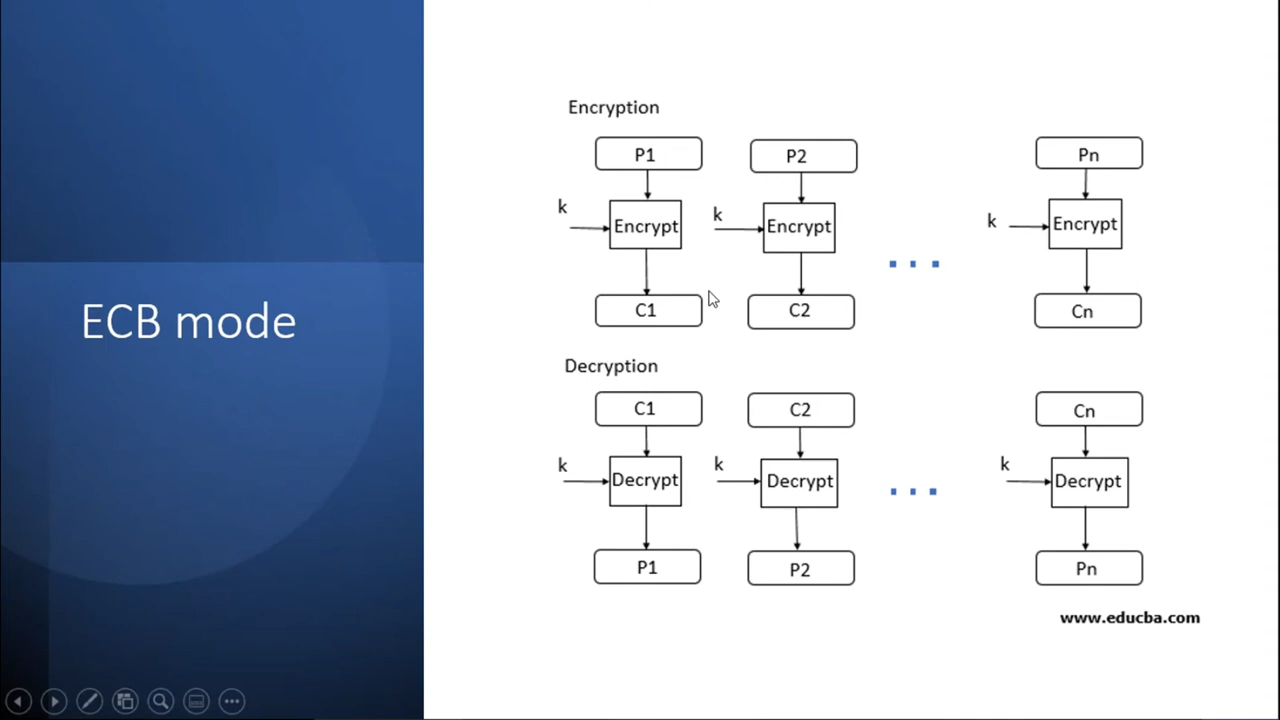 ECB mode
Encryption
P1 P2 Pn
k Encrypt k Encrypt k Encrypt
C1 C2 Cn
Decryption
C1 C2 Cn
k Decrypt k Decrypt k Decrypt
P1 P2 Pn
www.educba.com